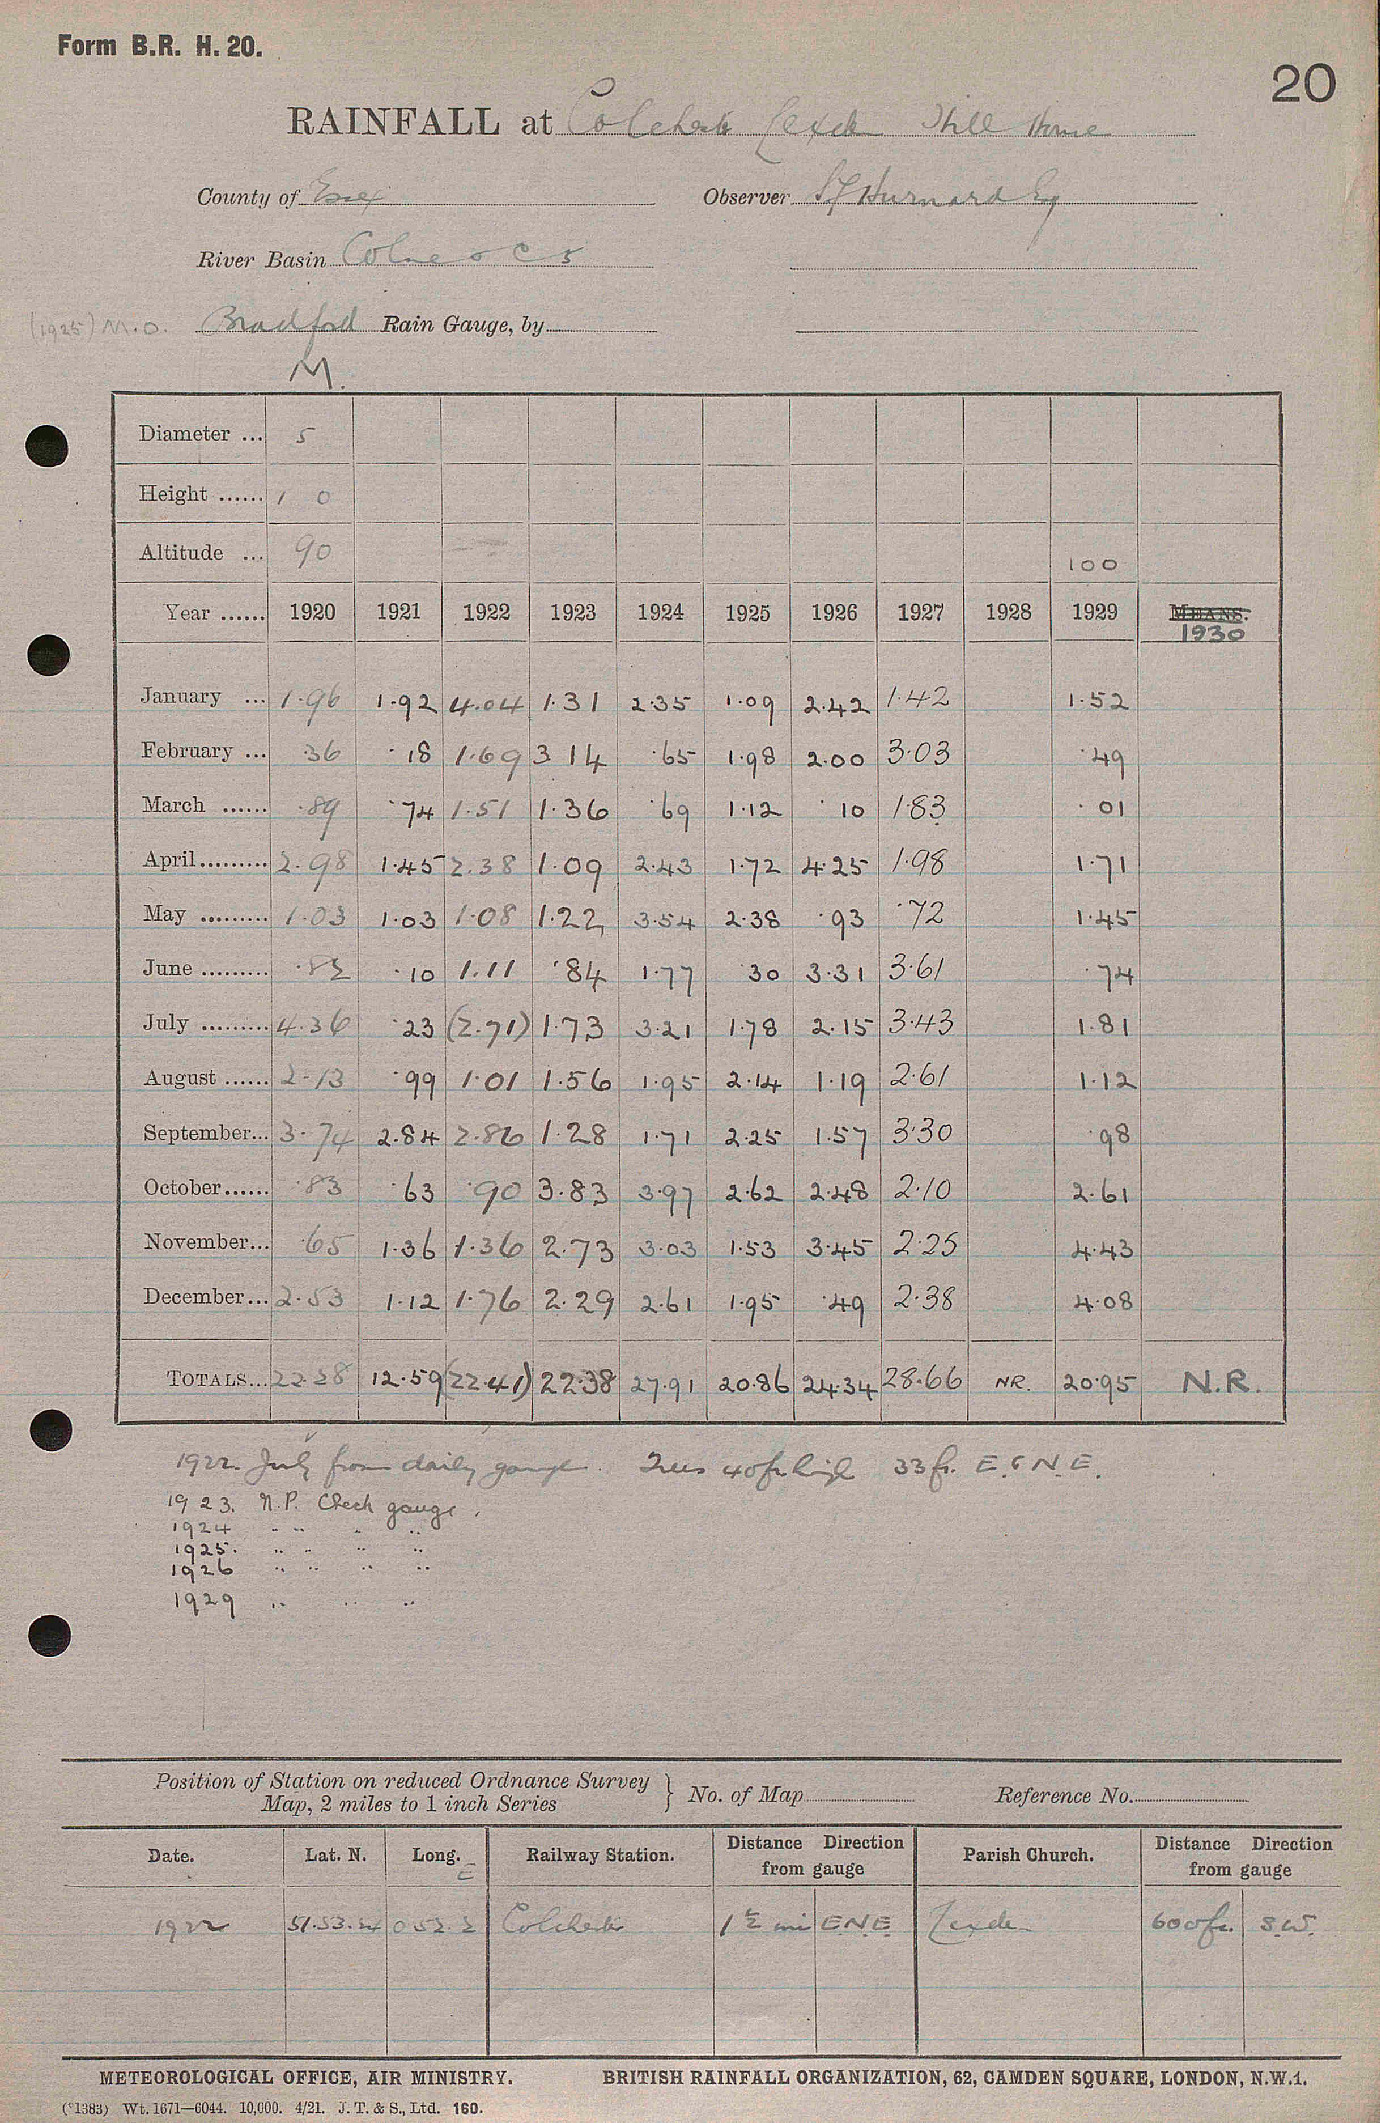 Form B.R. H. 20.
20
RAINFALL at Colchester Lexden Hill House
County of Essex Observer S F Hurnard Esq
River Basin Colne & C 5
(1925) M.O. Bradford Rain Gauge, by
M.
Diameter ... 5
Height ...... 1 0
Altitude ... 90 100
Year ...... 1920 1921 1922 1923 1924 1925 1926 1927 1928 1929 MEANS.
1930
January ... 1.96 1.92 4.04 1.31 2.35 1.09 2.42 1.42 1.52
February ... .36 .18 1.69 3 14 .65 1.98 2.00 3.03 .49
March ...... .89 .74 1.51 1.36 .69 1.12 .10 1.83 .01
April......... 2.98 1.45 2.38 1.09 2.43 1.72 4.25 1.98 1.71
May ......... 1.03 1.03 1.08 1.22 3.54 2.38 .93 .72 1.45
June ......... .82 .10 1.11 .84 1.77 30 3.31 3.61 .74
July ......... 4.36 .23 (2.71) 1.73 3.21 1.78 2.15 3.43 1.81
August ...... 2.13 .99 1.01 1.56 1.95 2.14 1.19 2.61 1.12
September... 3.74 2.84 2.86 1.28 1.71 2.25 1.57 3.30 .98
October...... .83 .63 .90 3.83 3.97 2.62 2.48 2.10 2.61
November... .65 1.36 1.36 2.73 3.03 1.53 3.45 2.25 4.43
December... 2.53 1.12 1.76 2.29 2.61 1.95 .49 2.38 4.08
TOTALS... 22.28 12.59 (22.41) 22.38 27.91 20.86 24.34 28.66 NR. 20.95 N.R.
1922. July from daily gauge. Trees 40ft high 33ft. E. & N.E.
1923. N.P. Check gauge.
1924 .. .. .. ..
1925. .. .. .. ..
1926 .. .. .. ..
1929 .. .. ..
Position of Station on reduced Ordnance Survey
Map, 2 miles to 1 inch Series } No. of Map Reference No.
Date. Lat. N. Long. E Railway Station. Distance Direction from gauge Parish Church. Distance Direction from gauge
1922 51.53.24 0 52.2 Colchester 1½ mi E.N.E Lexden 600ft. S.W.
METEOROLOGICAL OFFICE, AIR MINISTRY. BRITISH RAINFALL ORGANIZATION, 62, CAMDEN SQUARE, LONDON, N.W.1.
(*1383) Wt. 1671—6044. 10,000. 4/21. J. T. & S., Ltd. 160.